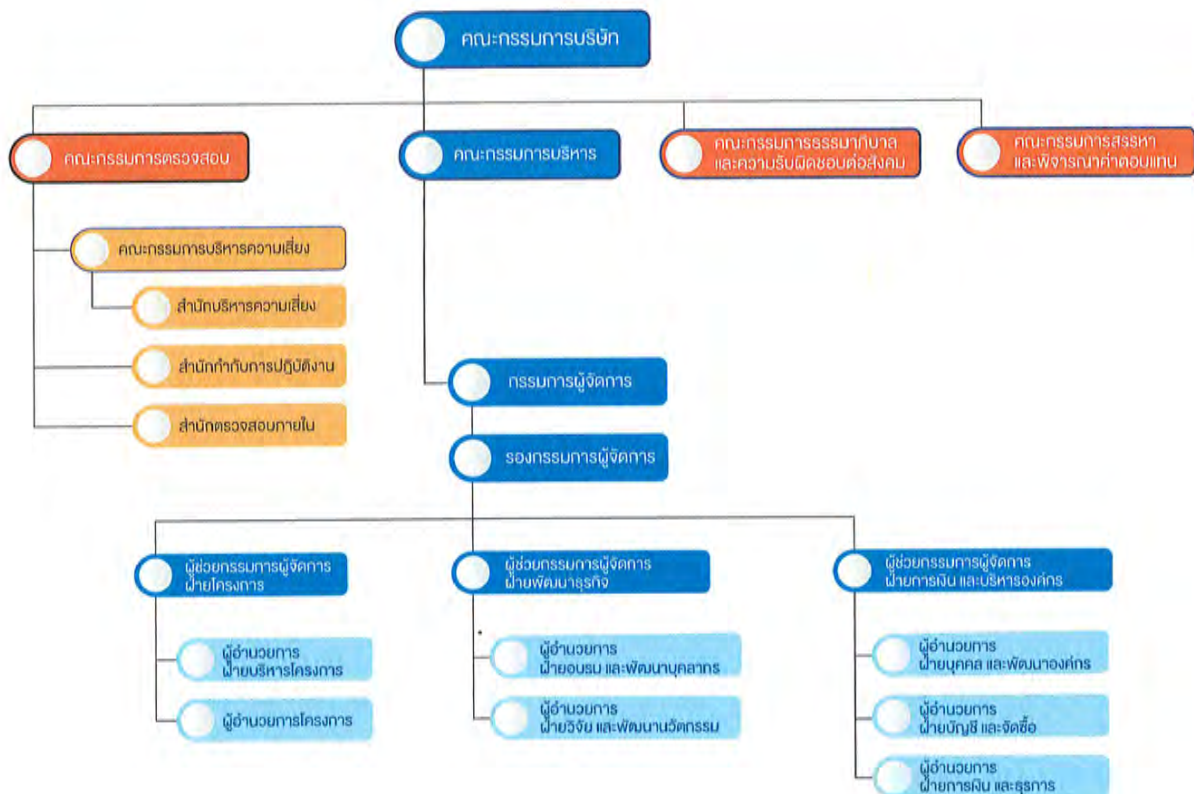 คณะกรรมการบริษัท
คณะกรรมการตรวจสอบ
คณะกรรมการบริหาร
คณะกรรมการธรรมาภิบาล
และความรับผิดชอบต่อสังคม
คณะกรรมการสรรหา
และพิจารณาค่าตอบแทน
คณะกรรมการบริหารความเสี่ยง
สำนักบริหารความเสี่ยง
สำนักกำกับการปฏิบัติงาน
สำนักตรวจสอบภายใน
กรรมการผู้จัดการ
รองกรรมการผู้จัดการ
ผู้ช่วยกรรมการผู้จัดการ
ฝ่ายโครงการ
ผู้อำนวยการ
ฝ่ายบริหารโครงการ
ผู้อำนวยการโครงการ
ผู้ช่วยกรรมการผู้จัดการ
ฝ่ายพัฒนาธุรกิจ
ผู้อำนวยการ
ฝ่ายอบรม และพัฒนาบุคลากร
ผู้อำนวยการ
ฝ่ายวิจัย และพัฒนานวัตกรรม
ผู้ช่วยกรรมการผู้จัดการ
ฝ่ายการเงิน และบริหารองค์กร
ผู้อำนวยการ
ฝ่ายบุคคล และพัฒนาองค์กร
ผู้อำนวยการ
ฝ่ายบัญชี และจัดซื้อ
ผู้อำนวยการ
ฝ่ายการเงิน และธุรการ